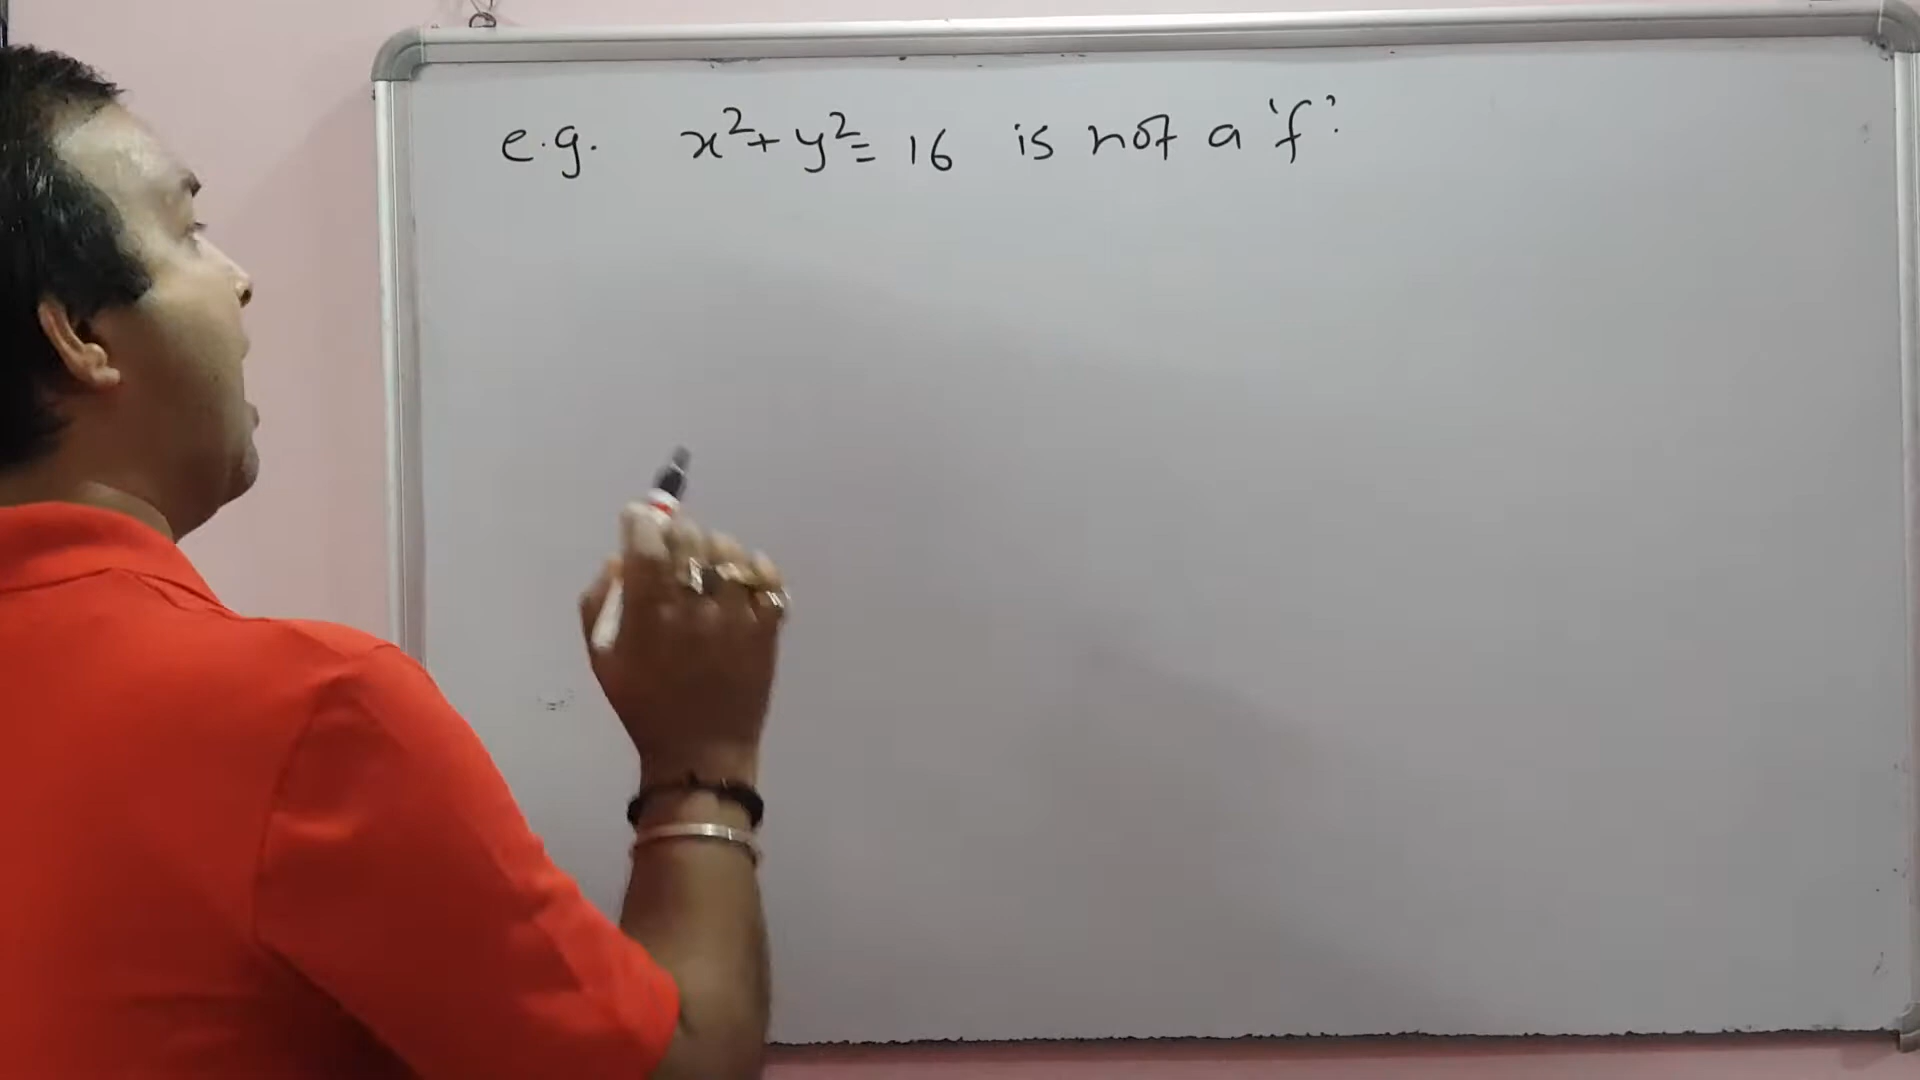 e.g. x²+y²= 16 is not a 'f'.